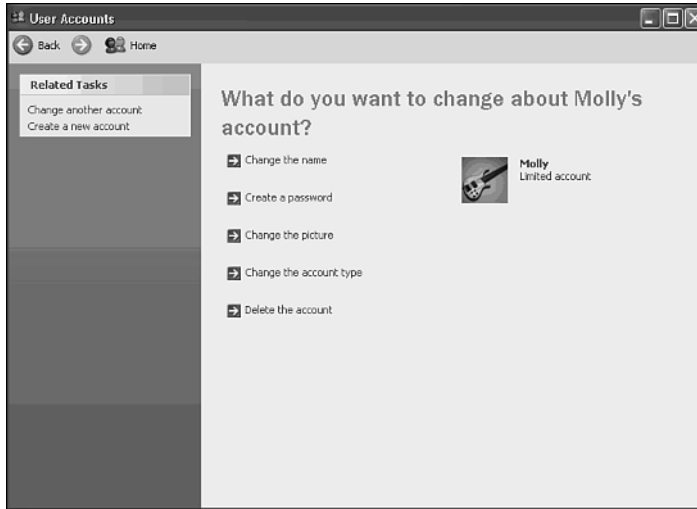 User Accounts
Back Home
Related Tasks
Change another account
Create a new account
What do you want to change about Molly's
account?
Change the name
Molly
Limited account
Create a password
Change the picture
Change the account type
Delete the account